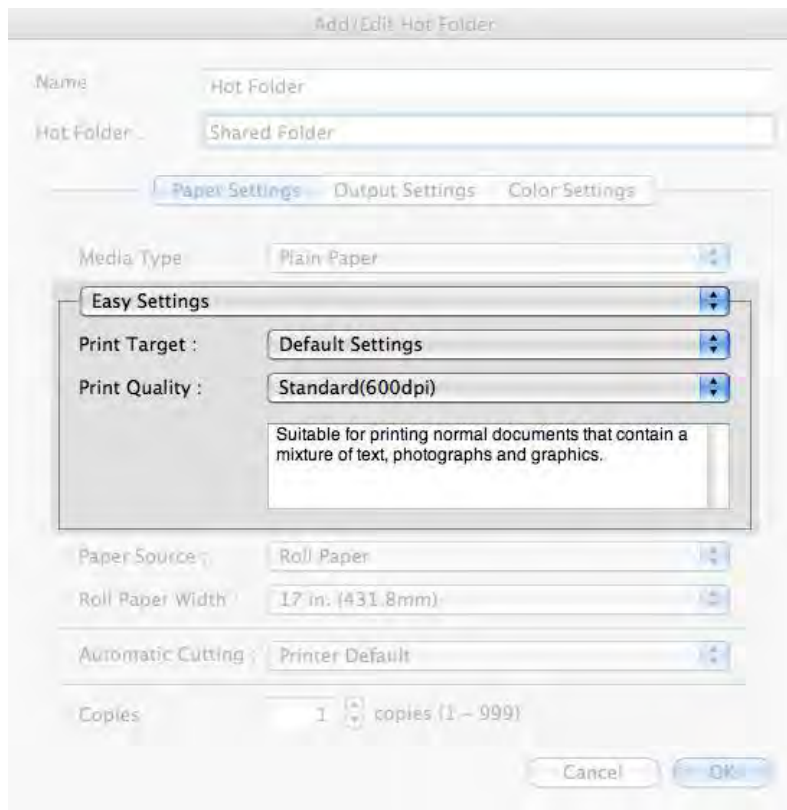 Add/Edit Hot Folder
Name Hot Folder
Hot Folder : Shared Folder
Paper Settings Output Settings Color Settings
Media Type Plain Paper
Easy Settings
Print Target : Default Settings
Print Quality : Standard(600dpi)
Suitable for printing normal documents that contain a
mixture of text, photographs and graphics.
Paper Source : Roll Paper
Roll Paper Width 17 in. (431.8mm)
Automatic Cutting : Printer Default
Copies 1 copies (1 – 999)
Cancel OK